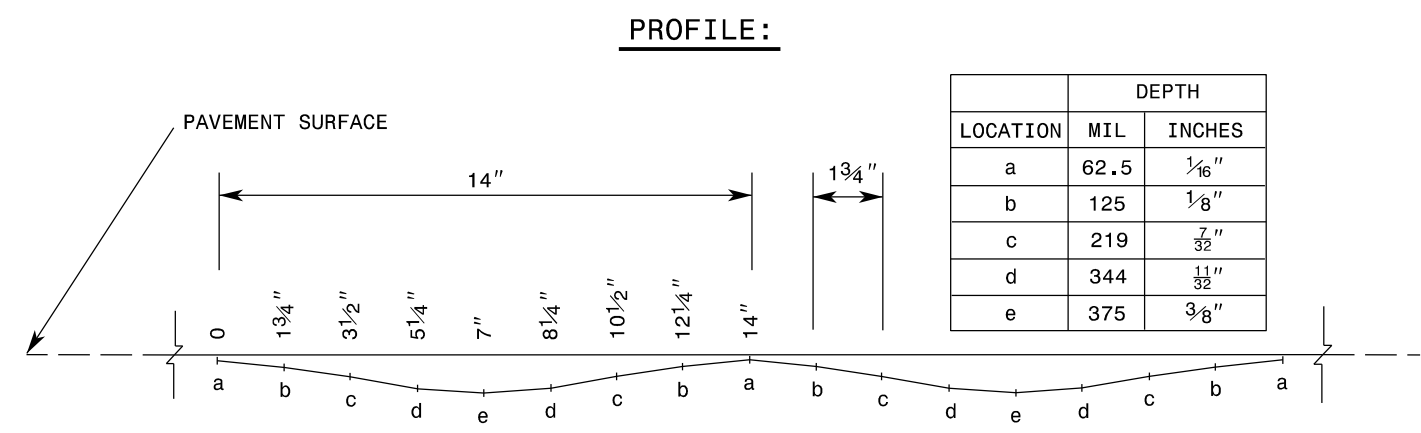 PROFILE:
PAVEMENT SURFACE
14"
1¾"
DEPTH
LOCATION MIL INCHES
a 62.5 1/16"
b 125 1/8"
c 219 7/32"
d 344 11/32"
e 375 3/8"
0 1¾" 3½" 5¼" 7" 8¼" 10½" 12¼" 14"
a b c d e d c b a b c d e d c b a